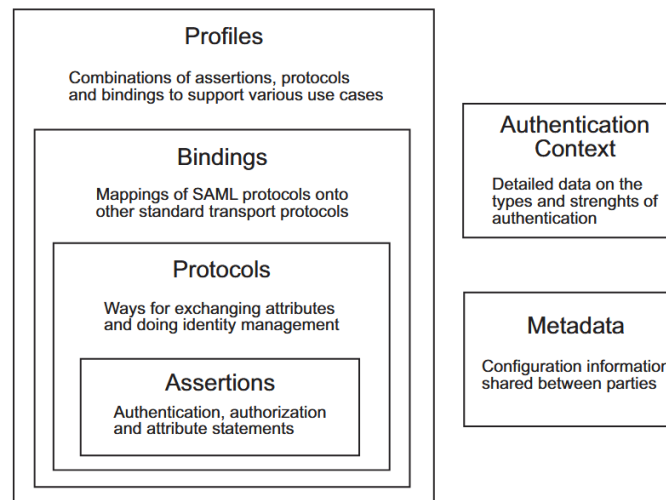 Profiles
Combinations of assertions, protocols
and bindings to support various use cases
Bindings
Mappings of SAML protocols onto
other standard transport protocols
Protocols
Ways for exchanging attributes
and doing identity management
Assertions
Authentication, authorization
and attribute statements
Authentication
Context
Detailed data on the
types and strenghts of
authentication
Metadata
Configuration information
shared between parties